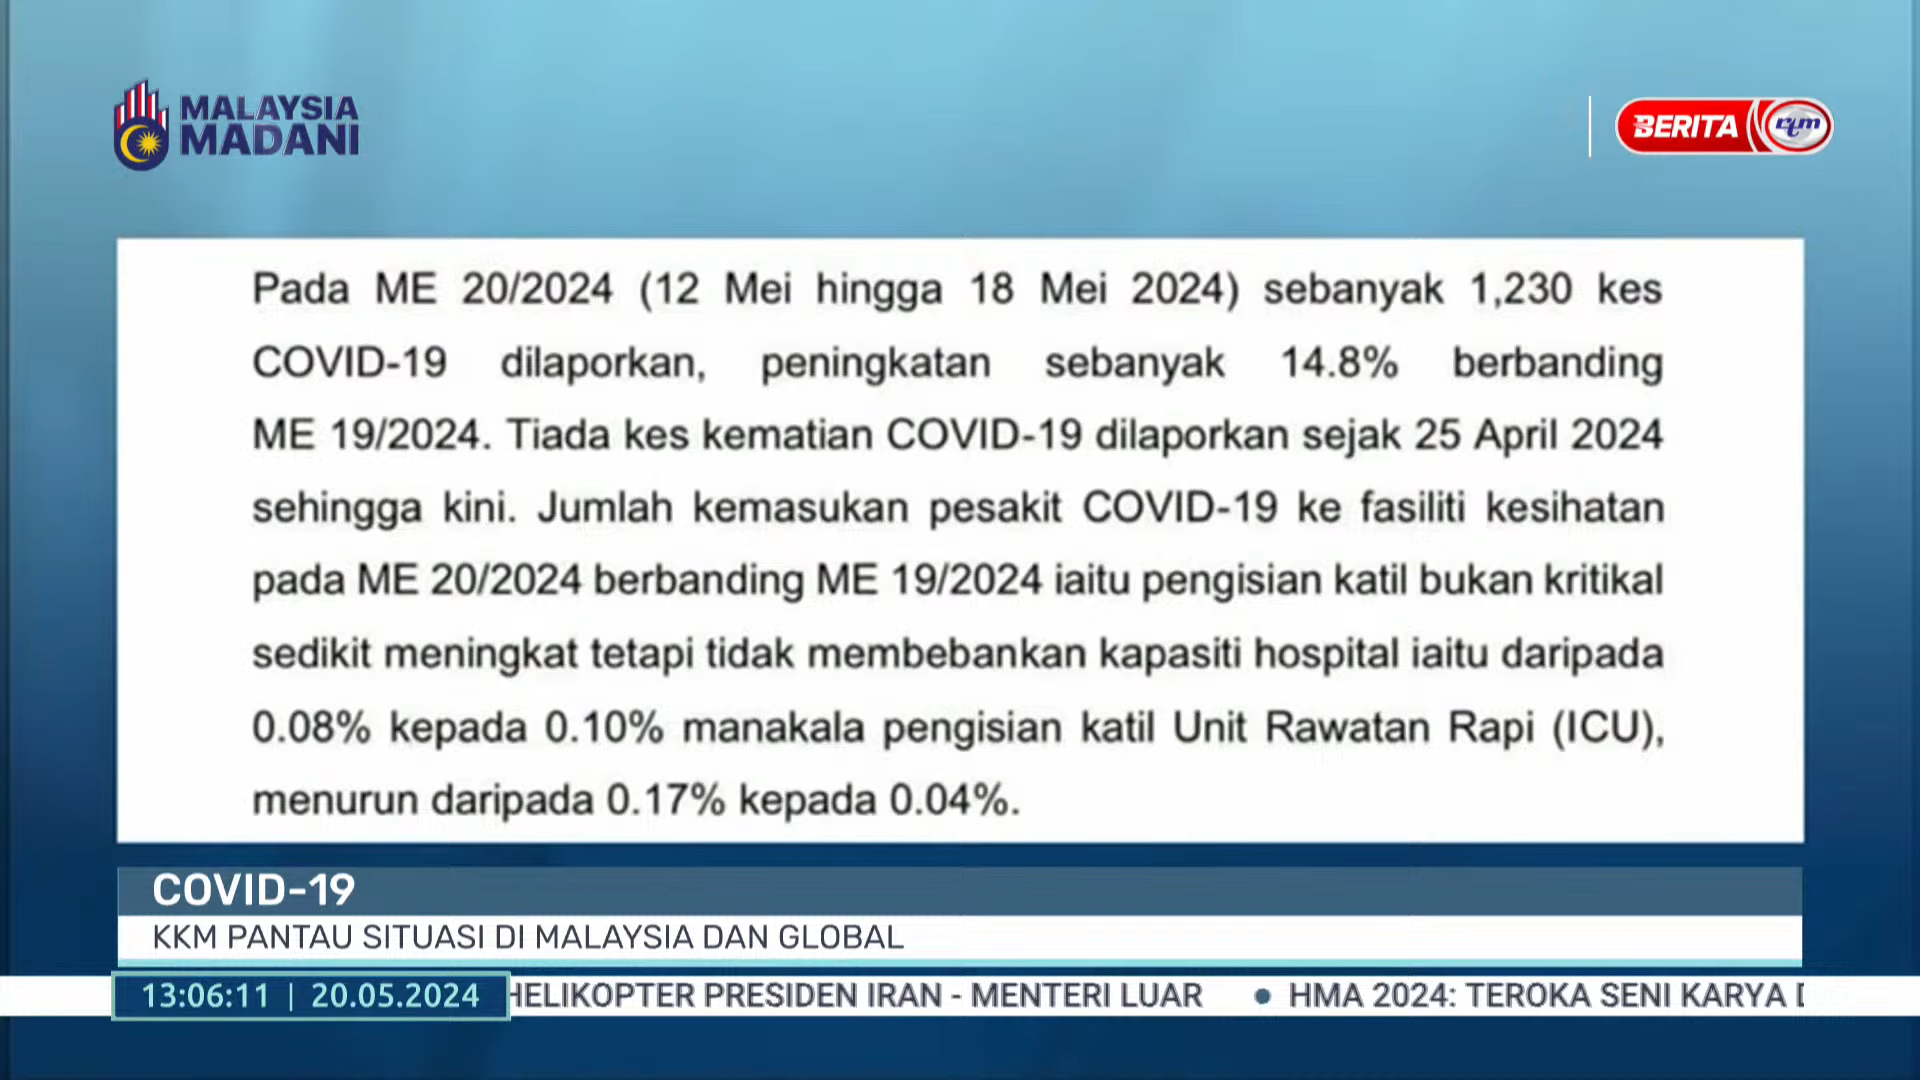 MALAYSIA
MADANI
BERITA rtm
Pada ME 20/2024 (12 Mei hingga 18 Mei 2024) sebanyak 1,230 kes
COVID-19 dilaporkan, peningkatan sebanyak 14.8% berbanding
ME 19/2024. Tiada kes kematian COVID-19 dilaporkan sejak 25 April 2024
sehingga kini. Jumlah kemasukan pesakit COVID-19 ke fasiliti kesihatan
pada ME 20/2024 berbanding ME 19/2024 iaitu pengisian katil bukan kritikal
sedikit meningkat tetapi tidak membebankan kapasiti hospital iaitu daripada
0.08% kepada 0.10% manakala pengisian katil Unit Rawatan Rapi (ICU),
menurun daripada 0.17% kepada 0.04%.
COVID-19
KKM PANTAU SITUASI DI MALAYSIA DAN GLOBAL
13:06:11 | 20.05.2024 HELIKOPTER PRESIDEN IRAN - MENTERI LUAR • HMA 2024: TEROKA SENI KARYA